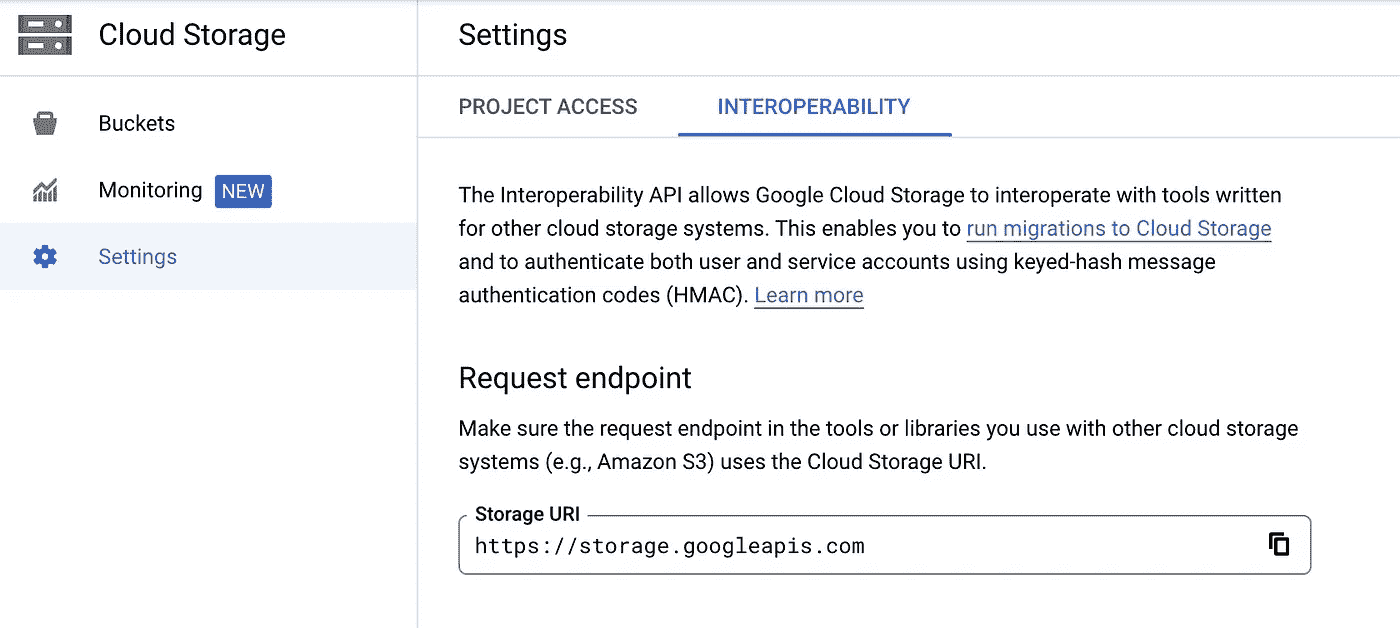 Cloud Storage
Buckets
Monitoring NEW
Settings
Settings
PROJECT ACCESS INTEROPERABILITY
The Interoperability API allows Google Cloud Storage to interoperate with tools written
for other cloud storage systems. This enables you to run migrations to Cloud Storage
and to authenticate both user and service accounts using keyed-hash message
authentication codes (HMAC). Learn more
Request endpoint
Make sure the request endpoint in the tools or libraries you use with other cloud storage
systems (e.g., Amazon S3) uses the Cloud Storage URI.
Storage URI
https://storage.googleapis.com